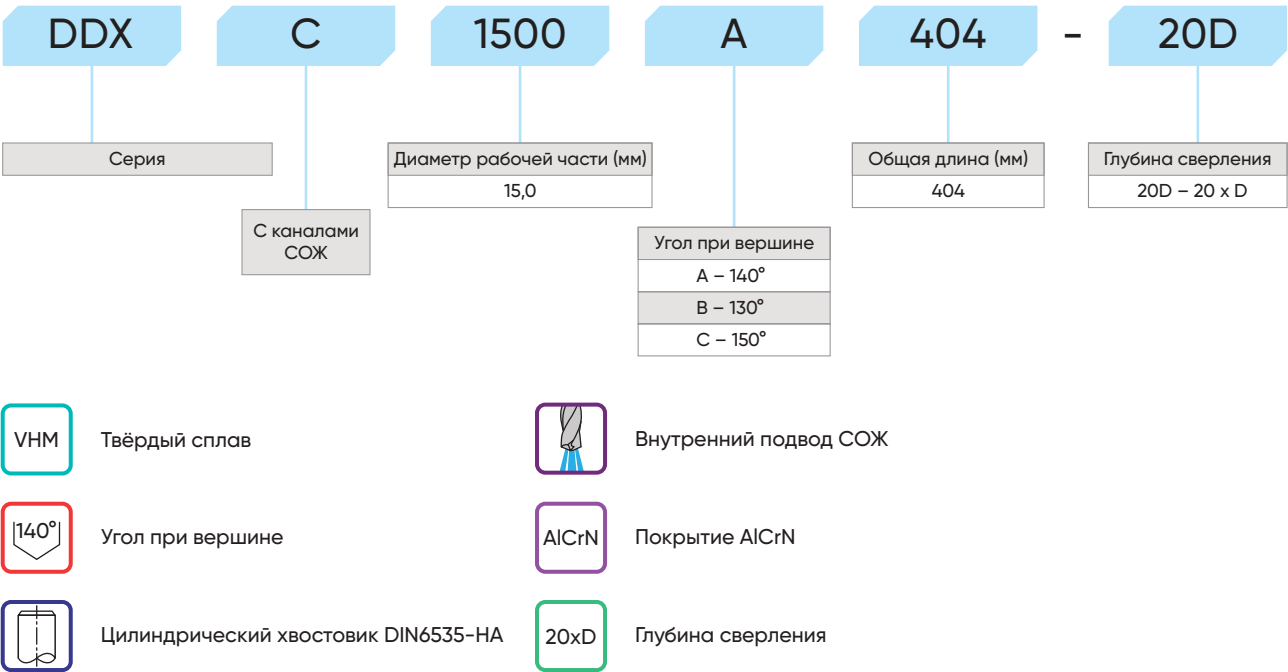 DDX C 1500 A 404 - 20D
Серия
Диаметр рабочей части (мм)
15,0
Общая длина (мм)
404
Глубина сверления
20D – 20 x D
С каналами
СОЖ
Угол при вершине
A – 140°
B – 130°
C – 150°
VHM
Твёрдый сплав
Внутренний подвод СОЖ
140°
Угол при вершине
AlCrN
Покрытие AlCrN
Цилиндрический хвостовик DIN6535-HA
20xD
Глубина сверления